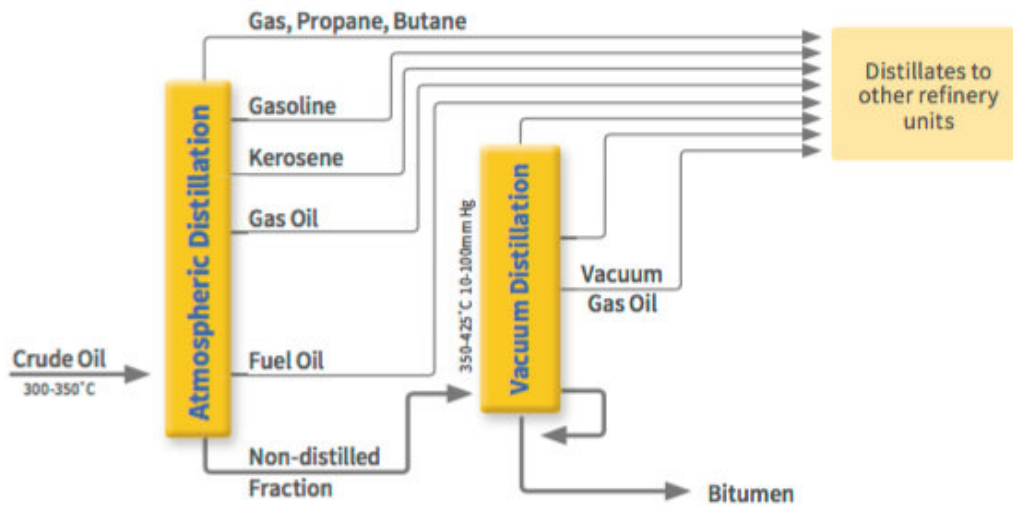 Gas, Propane, Butane
Distillates to
other refinery
units
Atmospheric Distillation
Gasoline
Kerosene
Gas Oil
Fuel Oil
Crude Oil
300-350°C
Non-distilled
Fraction
350-425°C 10-100mm Hg
Vacuum Distillation
Vacuum
Gas Oil
Bitumen